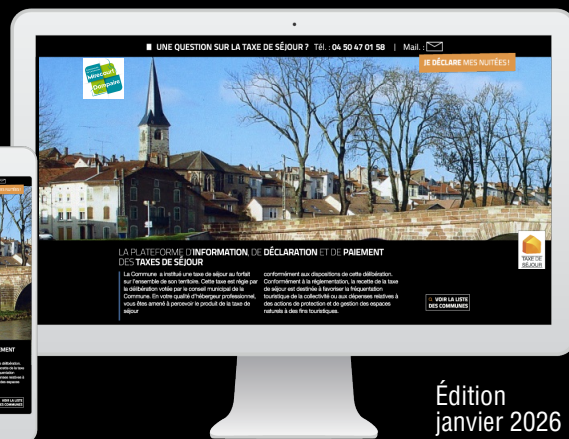 ■ UNE QUESTION SUR LA TAXE DE SÉJOUR ? Tél. : 04 50 47 01 58 | Mail. :
JE DÉCLARE MES NUITÉES !
Mirecourt
Dompaire
LA PLATEFORME D'INFORMATION, DE DÉCLARATION ET DE PAIEMENT
DES TAXES DE SÉJOUR
La Commune a institué une taxe de séjour au forfait
sur l'ensemble de son territoire. Cette taxe est régie par
la délibération votée par le conseil municipal de la
Commune. En votre qualité d'hébergeur professionnel,
vous êtes amené à percevoir le produit de la taxe de
séjour
conformément aux dispositions de cette délibération.
Conformément à la réglementation, la recette de la taxe
de séjour est destinée à favoriser la fréquentation
touristique de la collectivité ou aux dépenses relatives à
des actions de protection et de gestion des espaces
naturels à des fins touristiques.
TAXE DE
SÉJOUR
VOIR LA LISTE
DES COMMUNES
EMENT
VOIR LA LISTE
DES COMMUNES
Édition
janvier 2026